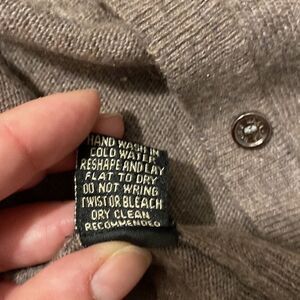 HAND WASH IN
COLD WATER
RESHAPE AND LAY
FLAT TO DRY
DO NOT WRING
TWIST OR BLEACH
DRY CLEAN
RECOMMENDED